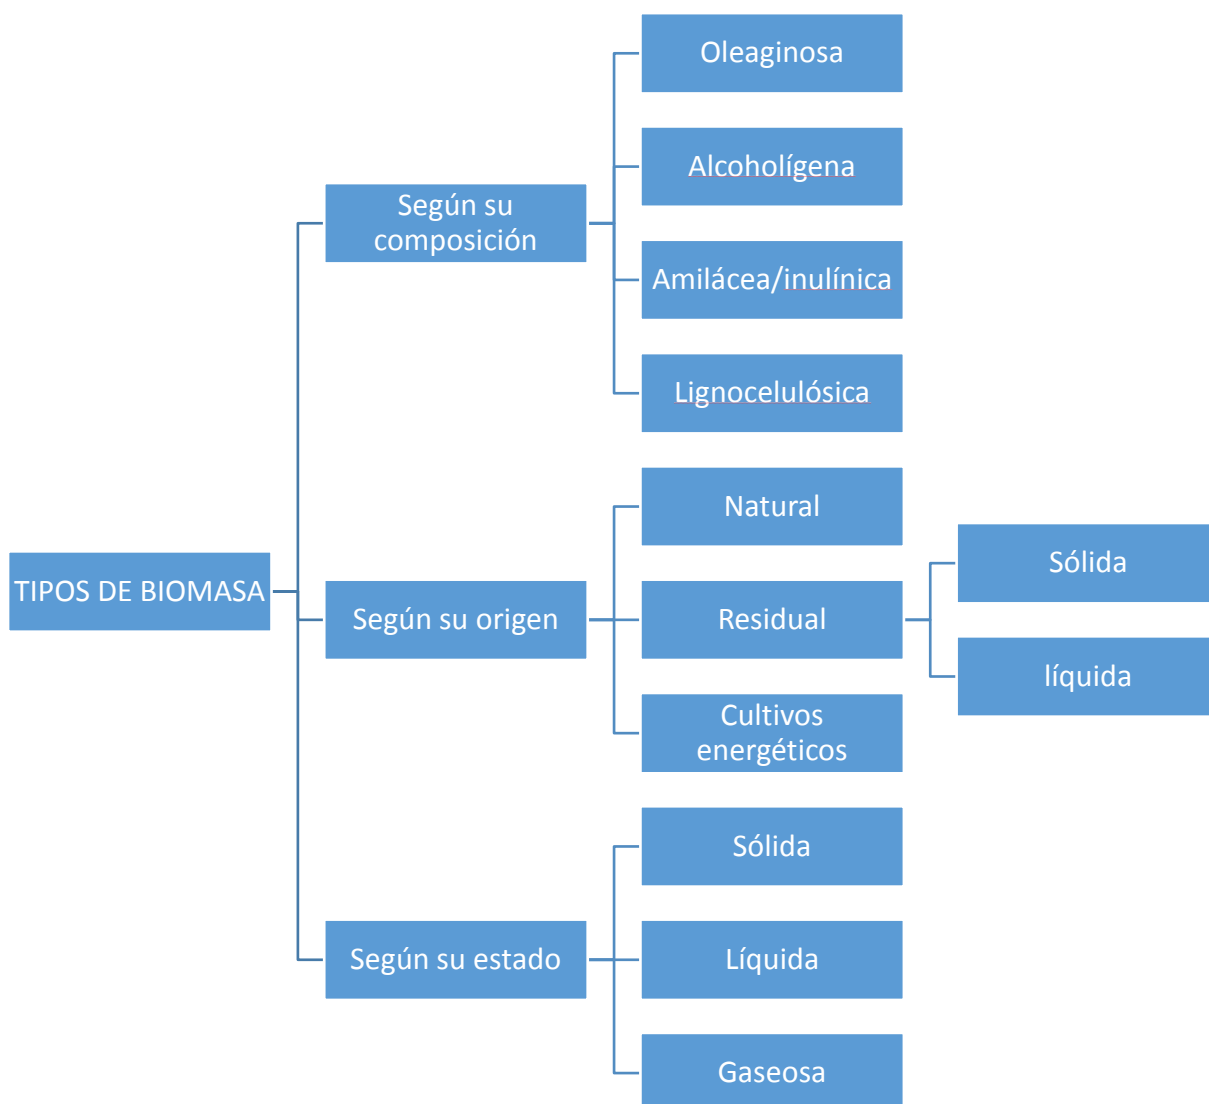 TIPOS DE BIOMASA
Según su
composición
Oleaginosa
Alcoholígena
Amilácea/inulínica
Lignocelulósica
Según su origen
Natural
Residual
Sólida
líquida
Cultivos
energéticos
Según su estado
Sólida
Líquida
Gaseosa